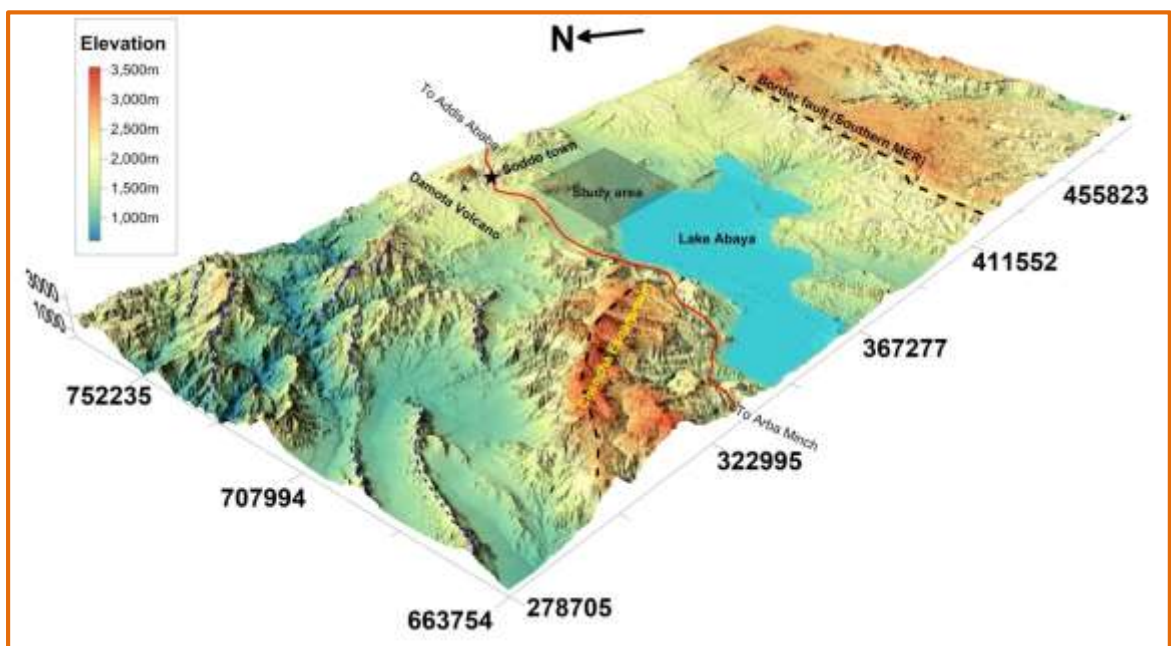 Elevation
3,500m
3,000m
2,500m
2,000m
1,500m
1,000m
N
To Addis Ababa
Soddo town
Damota Volcano
Study area
Lake Abaya
Border fault (Southern MER)
To Arba Minch
3000
1000
752235
707994
663754
278705
322995
367277
411552
455823